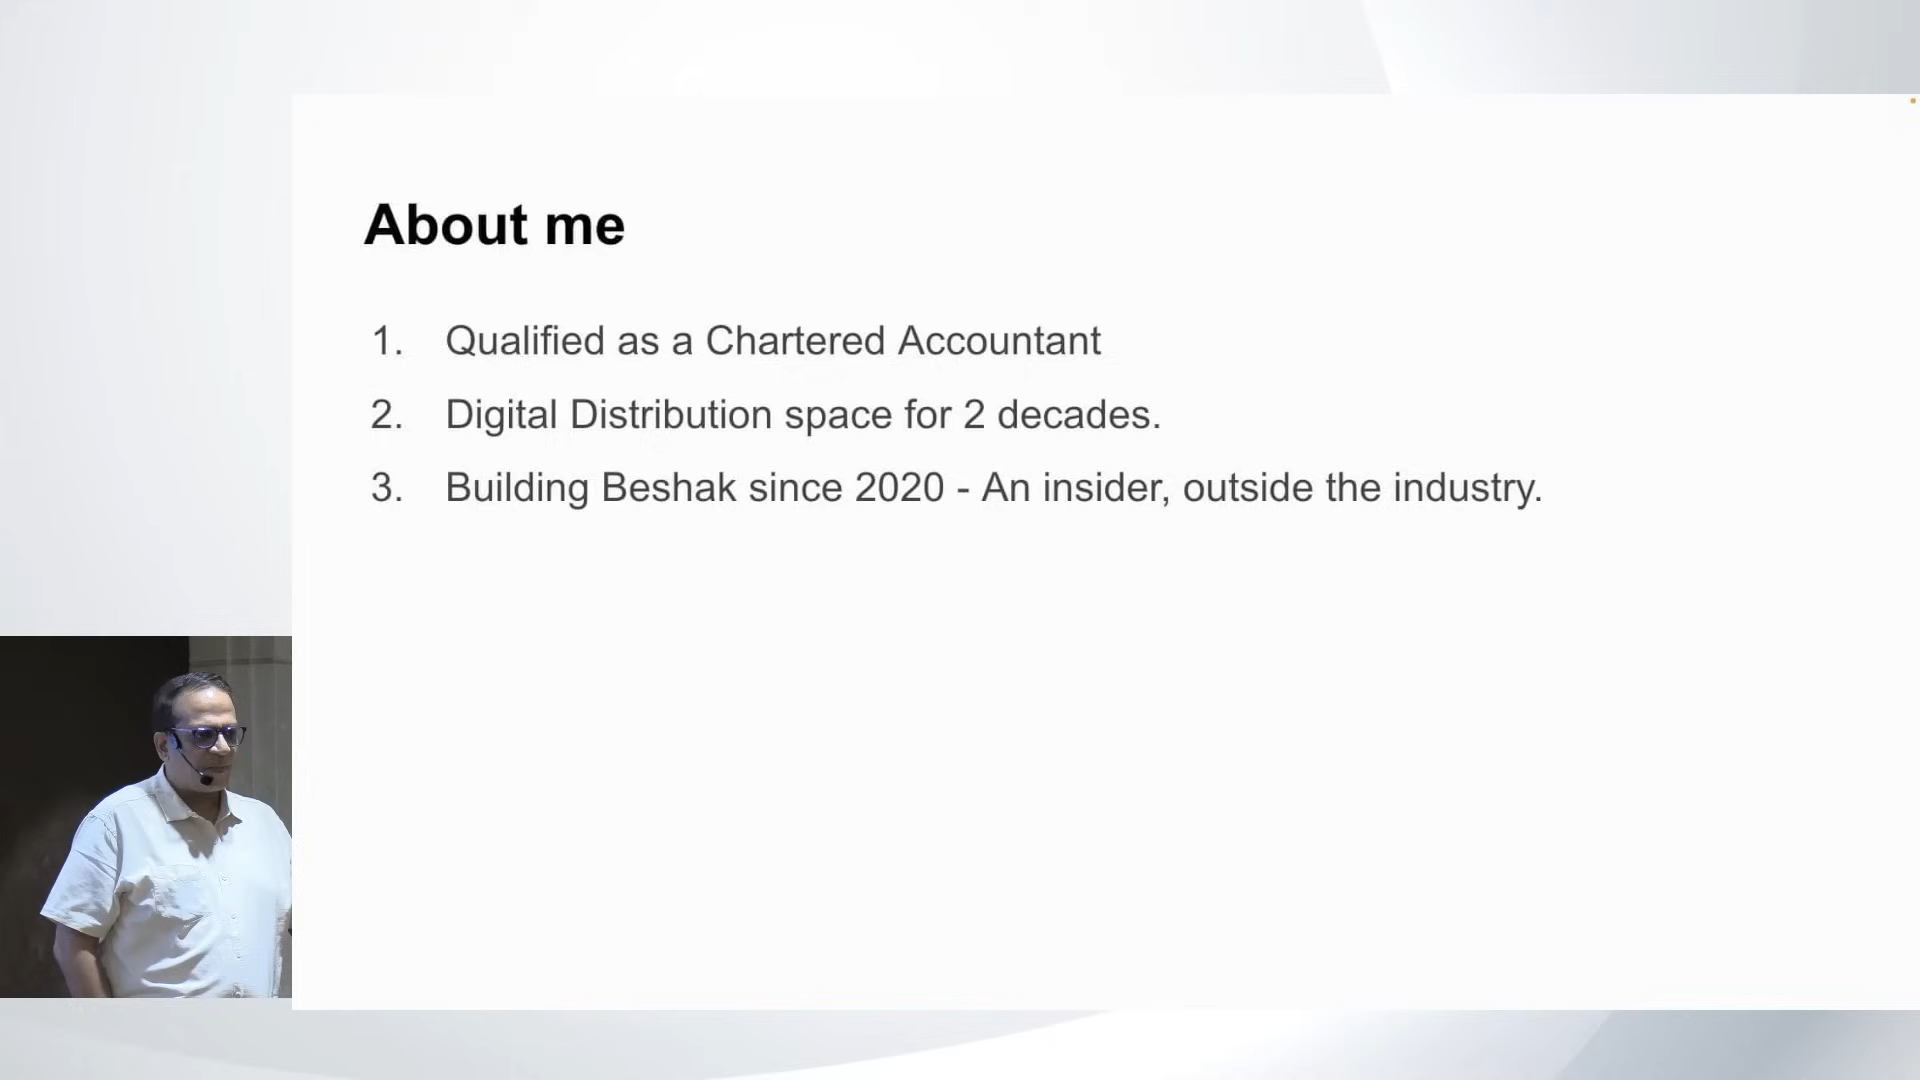 About me
1. Qualified as a Chartered Accountant
2. Digital Distribution space for 2 decades.
3. Building Beshak since 2020 - An insider, outside the industry.